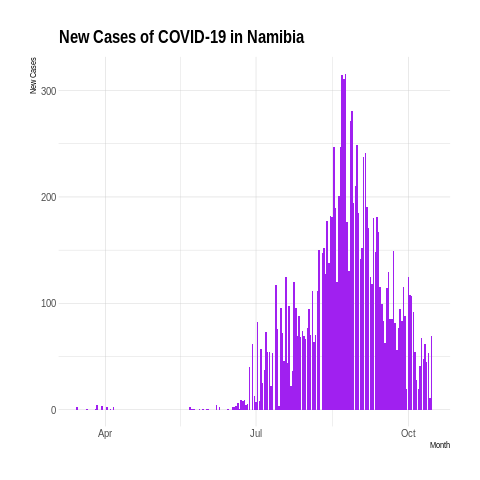 New Cases of COVID-19 in Namibia
New Cases
300
200
100
0
Apr
Jul
Oct
Month